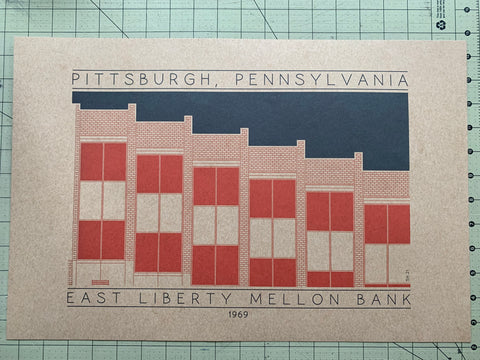 PITTSBURGH, PENNSYLVANIA
EAST LIBERTY MELLON BANK
1969